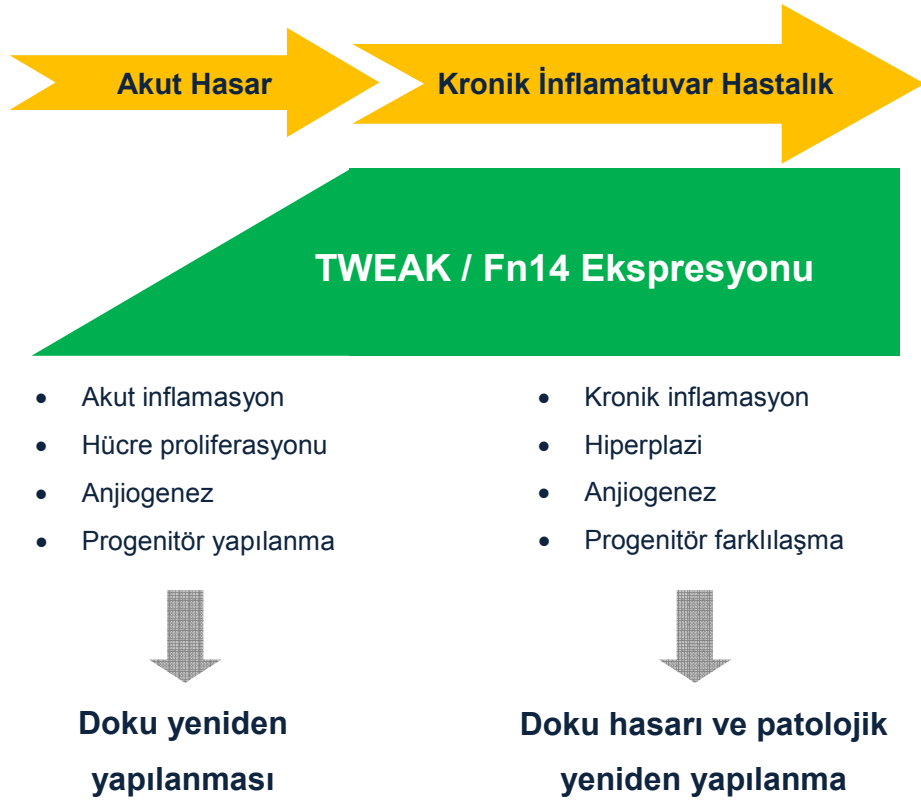 Akut Hasar
Kronik İnflamatuvar Hastalık
TWEAK / Fn14 Ekspresyonu
• Akut inflamasyon
• Hücre proliferasyonu
• Anjiogenez
• Progenitör yapılanma
• Kronik inflamasyon
• Hiperplazi
• Anjiogenez
• Progenitör farklılaşma
Doku yeniden
yapılanması
Doku hasarı ve patolojik
yeniden yapılanma